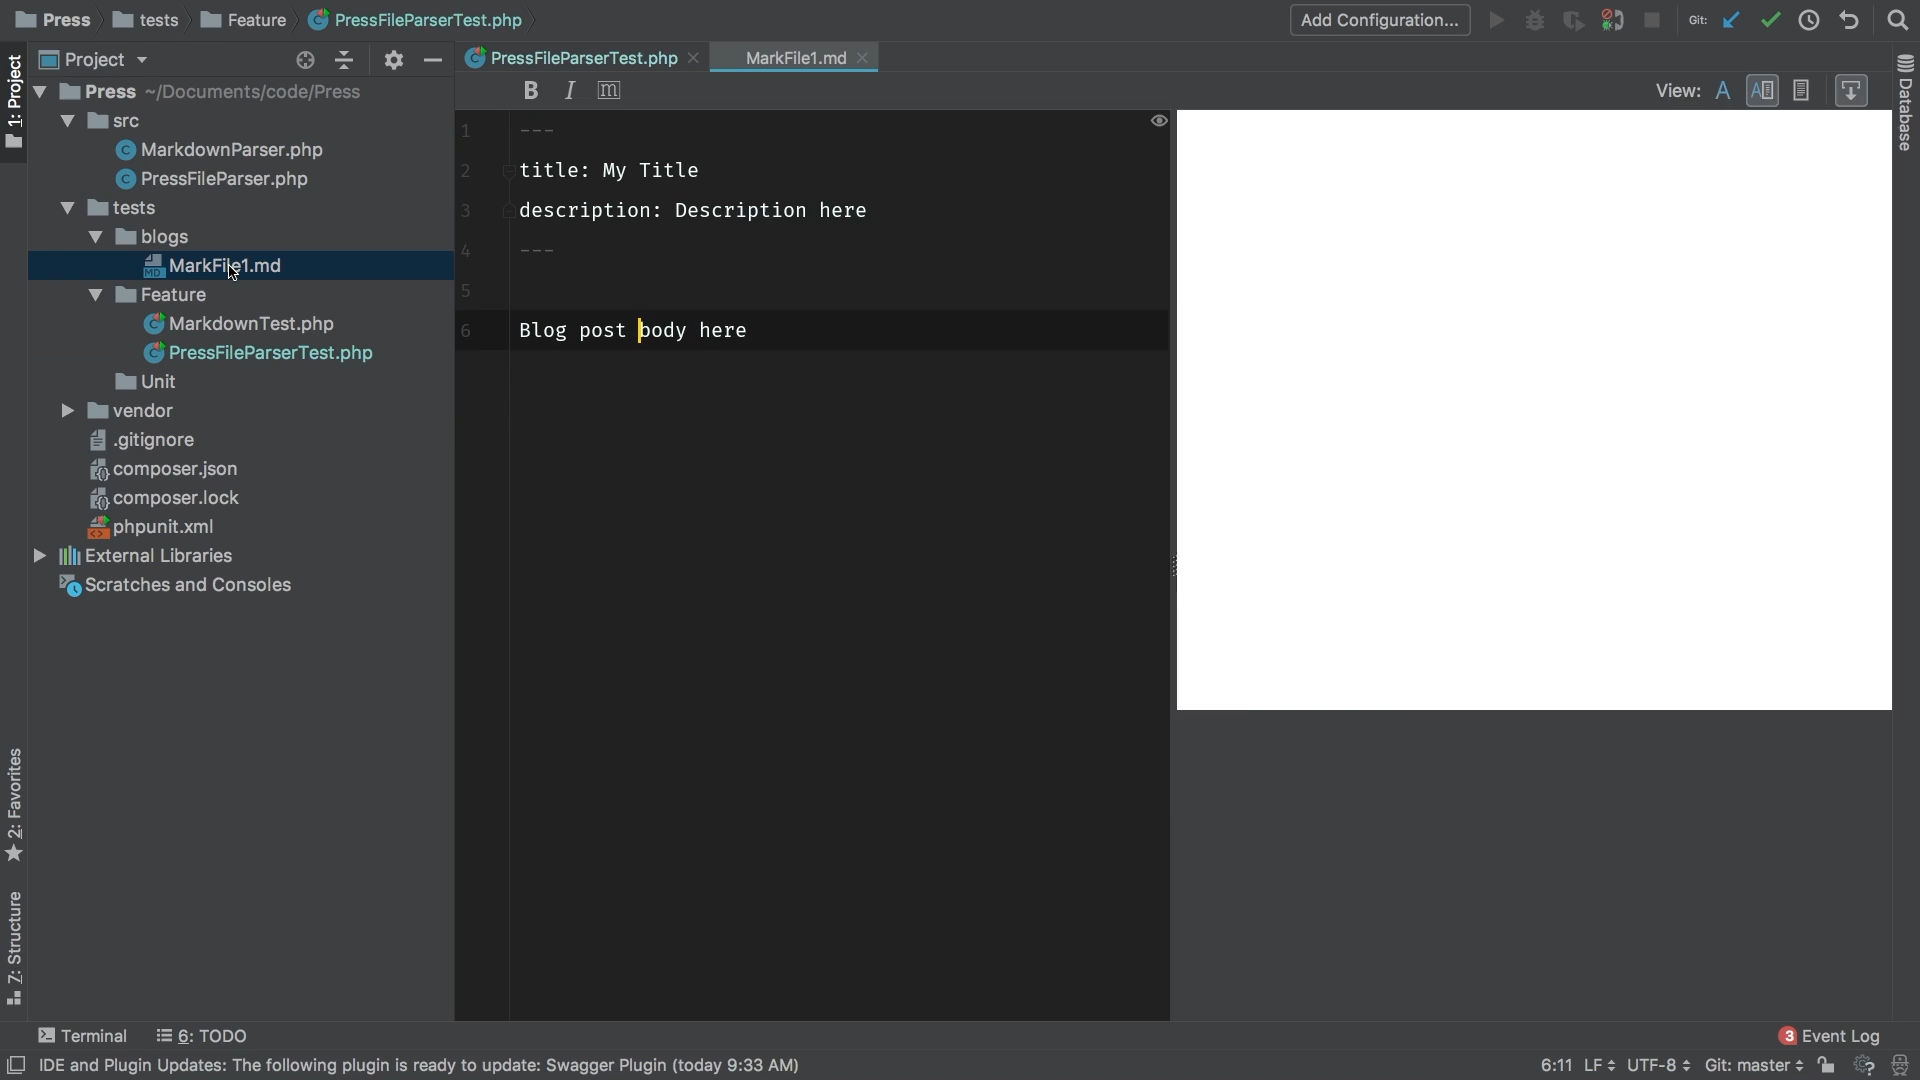 Press tests Feature PressFileParserTest.php Add Configuration... Git:
1: Project
Project
PressFileParserTest.php MarkFile1.md
View: A
B I m
Press ~/Documents/code/Press
src
MarkdownParser.php
PressFileParser.php
tests
blogs
MarkFile1.md
Feature
MarkdownTest.php
PressFileParserTest.php
Unit
vendor
.gitignore
composer.json
composer.lock
phpunit.xml
External Libraries
Scratches and Consoles
1 ---
2 title: My Title
3 description: Description here
4 ---
5
6 Blog post body here
Database
2: Favorites
Z: Structure
Terminal 6: TODO 3 Event Log
IDE and Plugin Updates: The following plugin is ready to update: Swagger Plugin (today 9:33 AM) 6:11 LF UTF-8 Git: master